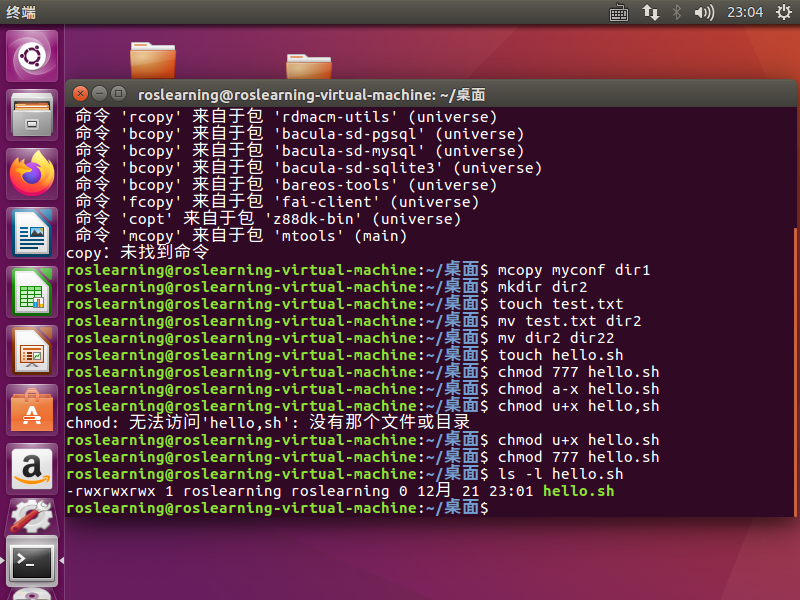 终端
23:04
roslearning@roslearning-virtual-machine: ~/桌面
命令 'rcopy' 来自于包 'rdmacm-utils' (universe)
命令 'bcopy' 来自于包 'bacula-sd-pgsql' (universe)
命令 'bcopy' 来自于包 'bacula-sd-mysql' (universe)
命令 'bcopy' 来自于包 'bacula-sd-sqlite3' (universe)
命令 'bcopy' 来自于包 'bareos-tools' (universe)
命令 'fcopy' 来自于包 'fai-client' (universe)
命令 'copt' 来自于包 'z88dk-bin' (universe)
命令 'mcopy' 来自于包 'mtools' (main)
copy：未找到命令
roslearning@roslearning-virtual-machine:~/桌面$ mcopy myconf dir1
roslearning@roslearning-virtual-machine:~/桌面$ mkdir dir2
roslearning@roslearning-virtual-machine:~/桌面$ touch test.txt
roslearning@roslearning-virtual-machine:~/桌面$ mv test.txt dir2
roslearning@roslearning-virtual-machine:~/桌面$ mv dir2 dir22
roslearning@roslearning-virtual-machine:~/桌面$ touch hello.sh
roslearning@roslearning-virtual-machine:~/桌面$ chmod 777 hello.sh
roslearning@roslearning-virtual-machine:~/桌面$ chmod a-x hello.sh
roslearning@roslearning-virtual-machine:~/桌面$ chmod u+x hello,sh
chmod: 无法访问'hello,sh': 没有那个文件或目录
roslearning@roslearning-virtual-machine:~/桌面$ chmod u+x hello.sh
roslearning@roslearning-virtual-machine:~/桌面$ chmod 777 hello.sh
roslearning@roslearning-virtual-machine:~/桌面$ ls -l hello.sh
-rwxrwxrwx 1 roslearning roslearning 0 12月 21 23:01 hello.sh
roslearning@roslearning-virtual-machine:~/桌面$